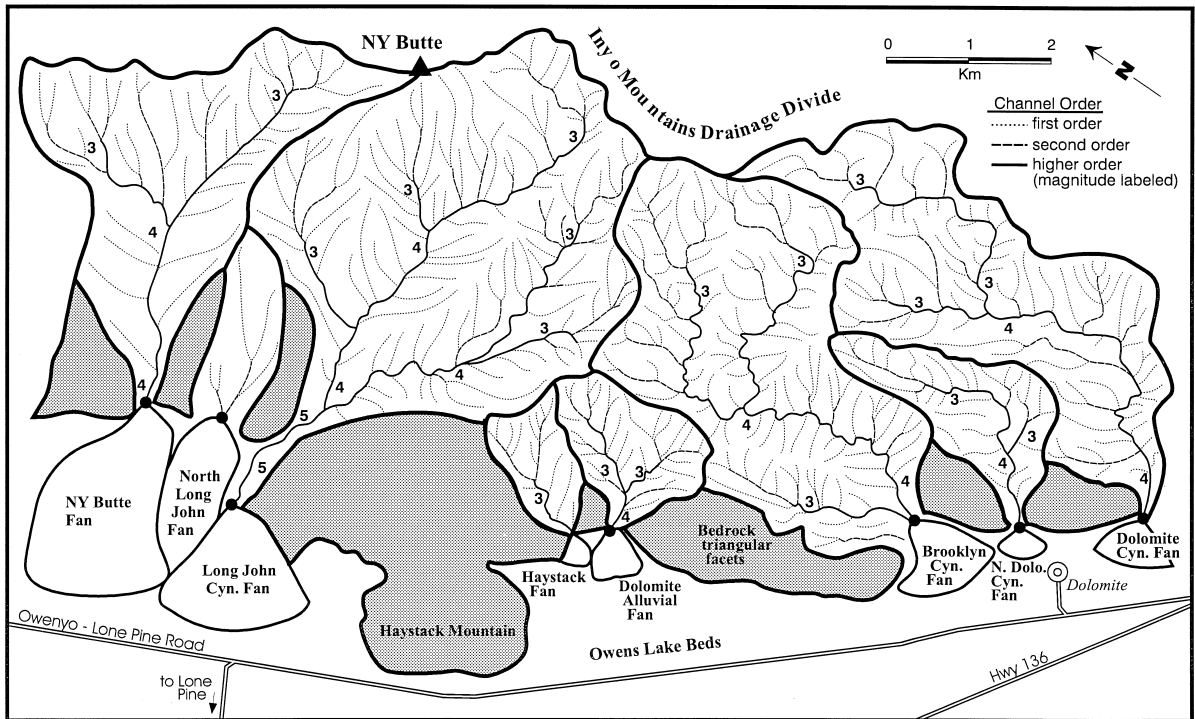 NY Butte
Inyo Mountains Drainage Divide
0 1 2
Km
N
Channel Order
first order
second order
higher order
(magnitude labeled)
3
3
3
3
3
3
4
4
3
3
3
3
3
3
3
4
4
4
4
4
3
5
4
3
3
4
5
3
3
3
4
4
4
3
4
NY Butte
Fan
North
Long
John
Fan
Long John
Cyn. Fan
Haystack Mountain
Haystack
Fan
Dolomite
Alluvial
Fan
Bedrock
triangular
facets
Brooklyn
Cyn.
Fan
N. Dolo.
Cyn.
Fan
Dolomite
Cyn. Fan
Dolomite
Owens Lake Beds
Owenyo - Lone Pine Road
to Lone
Pine
Hwy 136